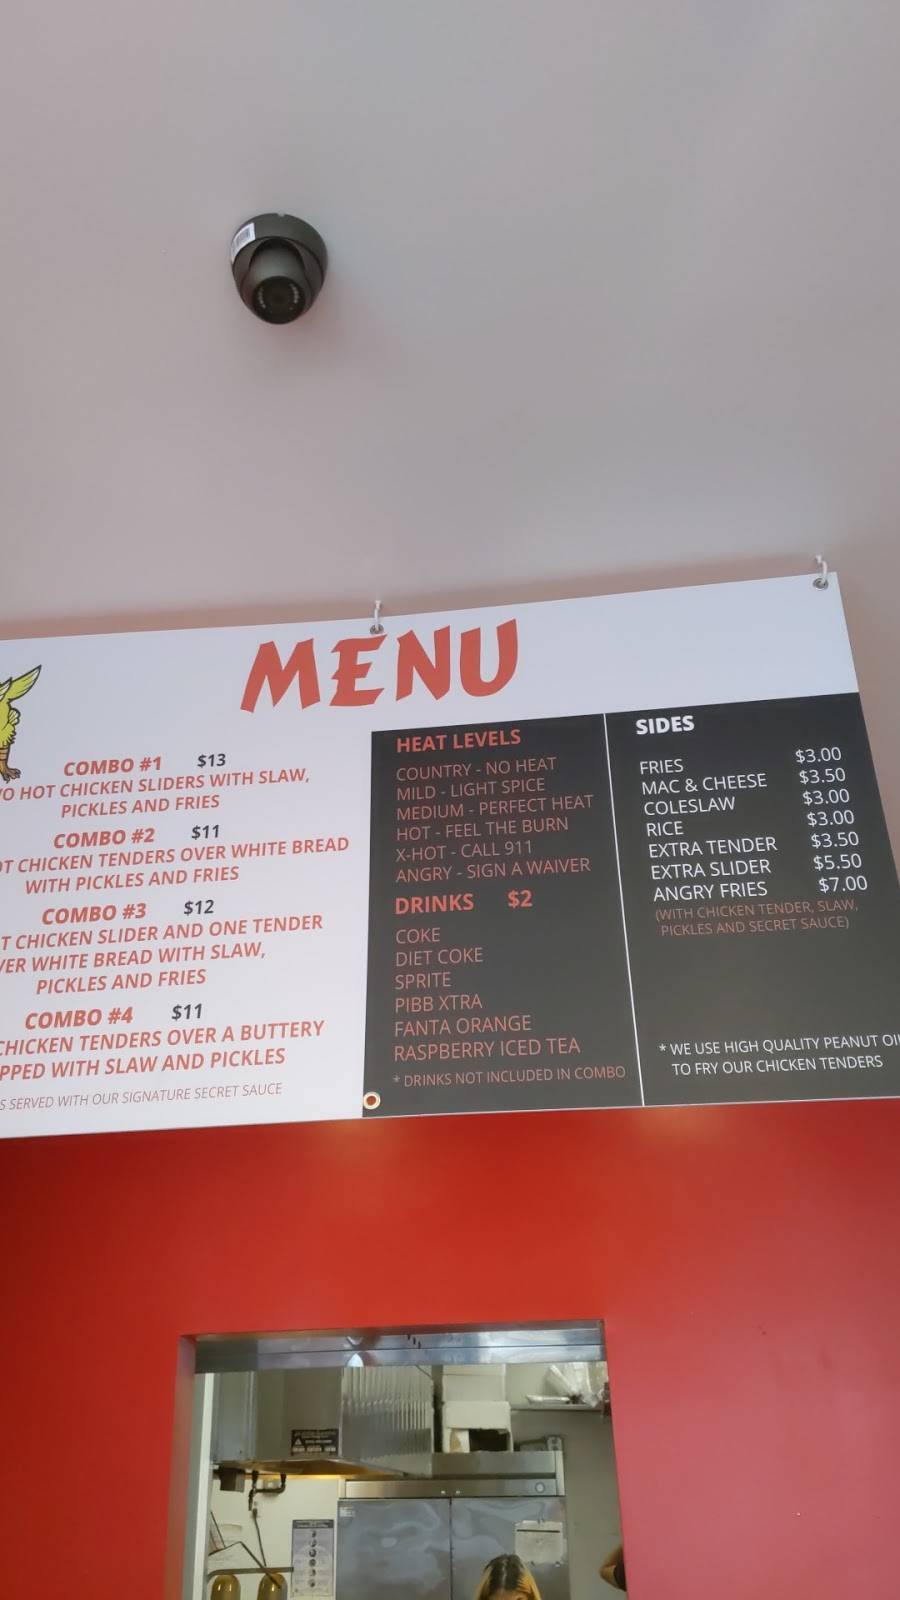 MENU
COMBO #1 $13
HOT CHICKEN SLIDERS WITH SLAW,
PICKLES AND FRIES
COMBO #2 $11
CHICKEN TENDERS OVER WHITE BREAD
WITH PICKLES AND FRIES
COMBO #3 $12
CHICKEN SLIDER AND ONE TENDER
WHITE BREAD WITH SLAW,
PICKLES AND FRIES
COMBO #4 $11
CHICKEN TENDERS OVER A BUTTERY
WITH SLAW AND PICKLES
SERVED WITH OUR SIGNATURE SECRET SAUCE
HEAT LEVELS
COUNTRY - NO HEAT
MILD - LIGHT SPICE
MEDIUM - PERFECT HEAT
HOT - FEEL THE BURN
X-HOT - CALL 911
ANGRY - SIGN A WAIVER
DRINKS $2
COKE
DIET COKE
SPRITE
PIBB XTRA
FANTA ORANGE
RASPBERRY ICED TEA
* DRINKS NOT INCLUDED IN COMBO
SIDES
FRIES $3.00
MAC & CHEESE $3.50
COLESLAW $3.00
RICE $3.00
EXTRA TENDER $3.50
EXTRA SLIDER $5.50
ANGRY FRIES $7.00
(WITH CHICKEN TENDER, SLAW,
PICKLES AND SECRET SAUCE)
* WE USE HIGH QUALITY PEANUT OI
TO FRY OUR CHICKEN TENDERS